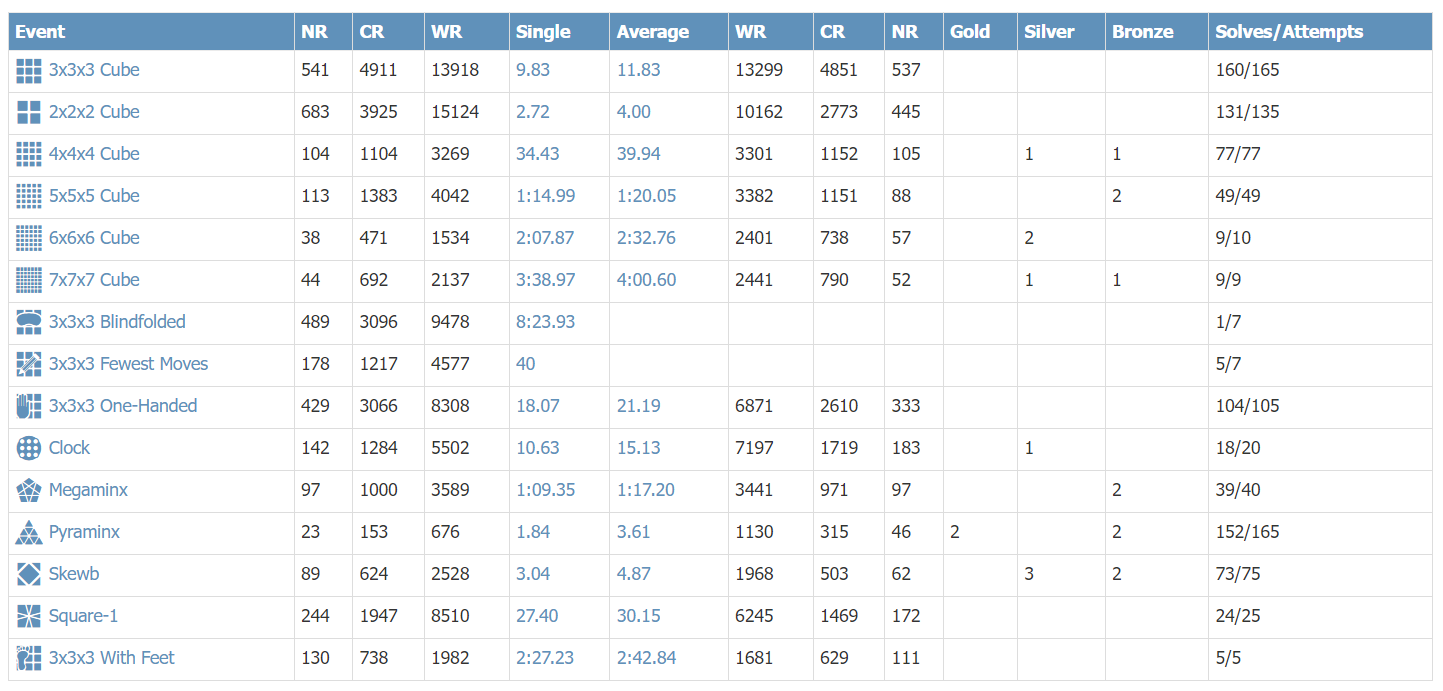 Event NR CR WR Single Average WR CR NR Gold Silver Bronze Solves/Attempts
3x3x3 Cube 541 4911 13918 9.83 11.83 13299 4851 537 160/165
2x2x2 Cube 683 3925 15124 2.72 4.00 10162 2773 445 131/135
4x4x4 Cube 104 1104 3269 34.43 39.94 3301 1152 105 1 1 77/77
5x5x5 Cube 113 1383 4042 1:14.99 1:20.05 3382 1151 88 2 49/49
6x6x6 Cube 38 471 1534 2:07.87 2:32.76 2401 738 57 2 9/10
7x7x7 Cube 44 692 2137 3:38.97 4:00.60 2441 790 52 1 1 9/9
3x3x3 Blindfolded 489 3096 9478 8:23.93 1/7
3x3x3 Fewest Moves 178 1217 4577 40 5/7
3x3x3 One-Handed 429 3066 8308 18.07 21.19 6871 2610 333 104/105
Clock 142 1284 5502 10.63 15.13 7197 1719 183 1 18/20
Megaminx 97 1000 3589 1:09.35 1:17.20 3441 971 97 2 39/40
Pyraminx 23 153 676 1.84 3.61 1130 315 46 2 2 152/165
Skewb 89 624 2528 3.04 4.87 1968 503 62 3 2 73/75
Square-1 244 1947 8510 27.40 30.15 6245 1469 172 24/25
3x3x3 With Feet 130 738 1982 2:27.23 2:42.84 1681 629 111 5/5